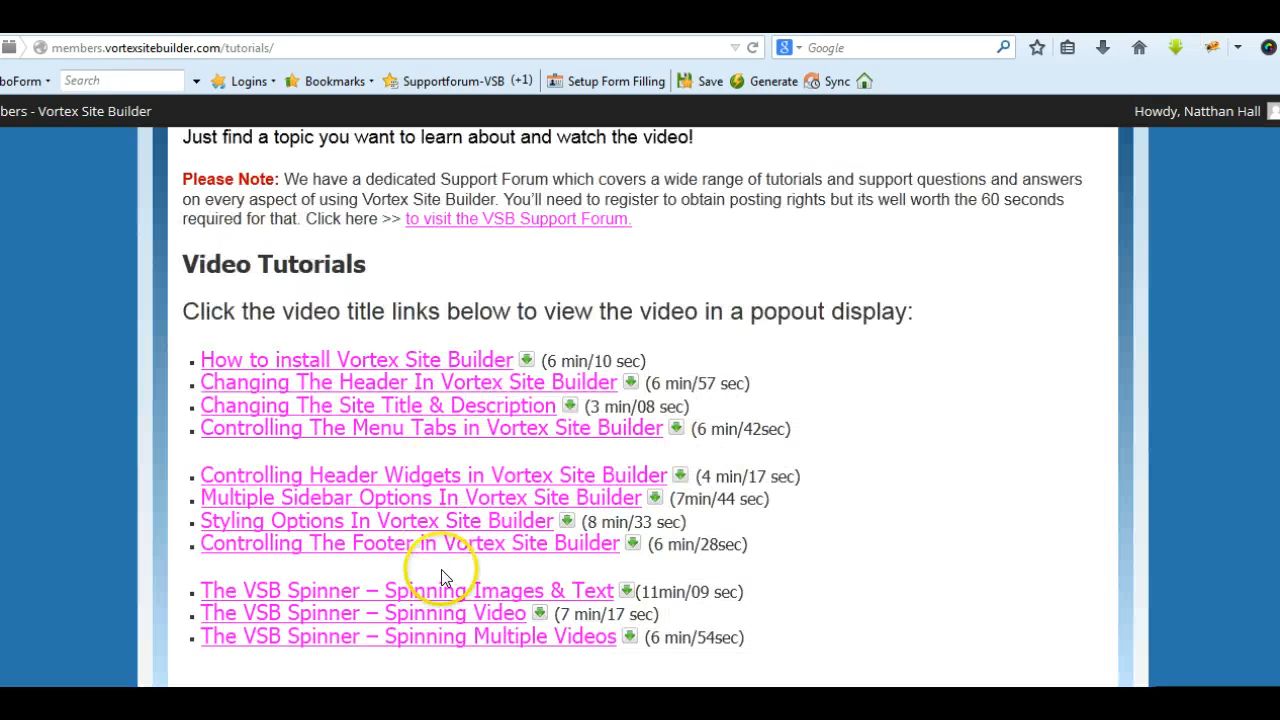 members.vortexsitebuilder.com/tutorials/
Google
boForm
Search
Logins
Bookmarks
Supportforum-VSB (+1)
Setup Form Filling
Save
Generate
Sync
bers - Vortex Site Builder
Howdy, Natthan Hall
Just find a topic you want to learn about and watch the video!
Please Note: We have a dedicated Support Forum which covers a wide range of tutorials and support questions and answers
on every aspect of using Vortex Site Builder. You'll need to register to obtain posting rights but its well worth the 60 seconds
required for that. Click here >> to visit the VSB Support Forum.
Video Tutorials
Click the video title links below to view the video in a popout display:
How to install Vortex Site Builder (6 min/10 sec)
Changing The Header In Vortex Site Builder (6 min/57 sec)
Changing The Site Title & Description (3 min/08 sec)
Controlling The Menu Tabs in Vortex Site Builder (6 min/42sec)
Controlling Header Widgets in Vortex Site Builder (4 min/17 sec)
Multiple Sidebar Options In Vortex Site Builder (7min/44 sec)
Styling Options In Vortex Site Builder (8 min/33 sec)
Controlling The Footer in Vortex Site Builder (6 min/28sec)
The VSB Spinner – Spinning Images & Text (11min/09 sec)
The VSB Spinner – Spinning Video (7 min/17 sec)
The VSB Spinner – Spinning Multiple Videos (6 min/54sec)